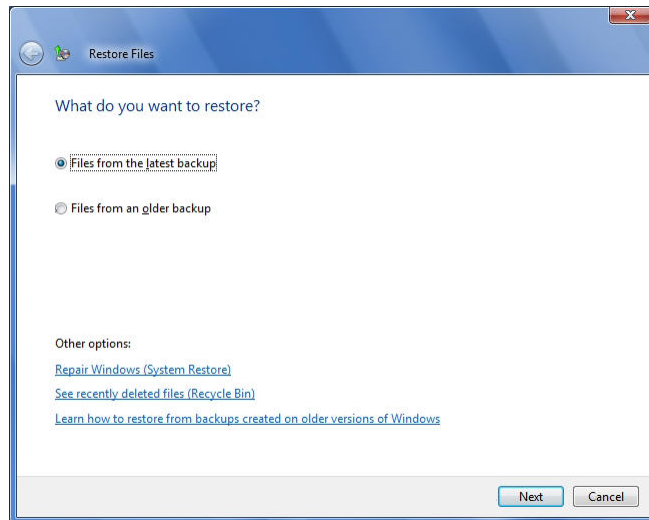 Restore Files
What do you want to restore?
Files from the latest backup
Files from an older backup
Other options:
Repair Windows (System Restore)
See recently deleted files (Recycle Bin)
Learn how to restore from backups created on older versions of Windows
Next Cancel